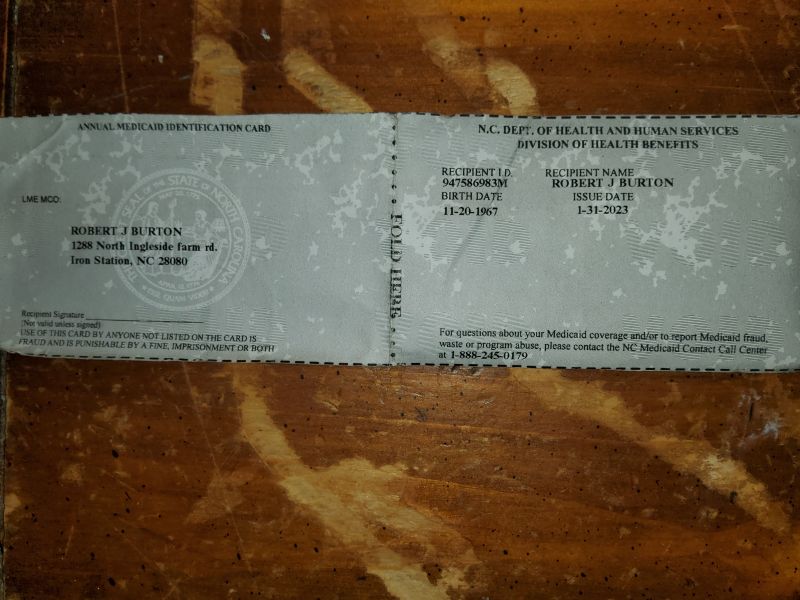 ANNUAL MEDICAID IDENTIFICATION CARD
LME MCO:
ROBERT J BURTON
1288 North Ingleside farm rd.
Iron Station, NC 28080
Recipient Signature
(Not valid unless signed)
USE OF THIS CARD BY ANYONE NOT LISTED ON THE CARD IS
FRAUD AND IS PUNISHABLE BY A FINE, IMPRISONMENT OR BOTH
FOLD HERE
N.C. DEPT. OF HEALTH AND HUMAN SERVICES
DIVISION OF HEALTH BENEFITS
RECIPIENT I.D. RECIPIENT NAME
947586983M ROBERT J BURTON
BIRTH DATE ISSUE DATE
11-20-1967 1-31-2023
For questions about your Medicaid coverage and/or to report Medicaid fraud,
waste or program abuse, please contact the NC Medicaid Contact Call Center
at 1-888-245-0179